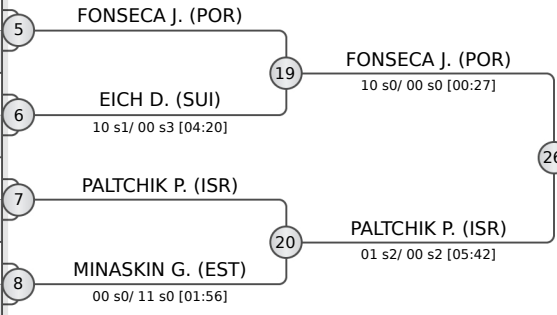 5
FONSECA J. (POR)
19
FONSECA J. (POR)
10 s0/ 00 s0 [00:27]
6
EICH D. (SUI)
10 s1/ 00 s3 [04:20]
26
7
PALTCHIK P. (ISR)
20
PALTCHIK P. (ISR)
01 s2/ 00 s2 [05:42]
8
MINASKIN G. (EST)
00 s0/ 11 s0 [01:56]